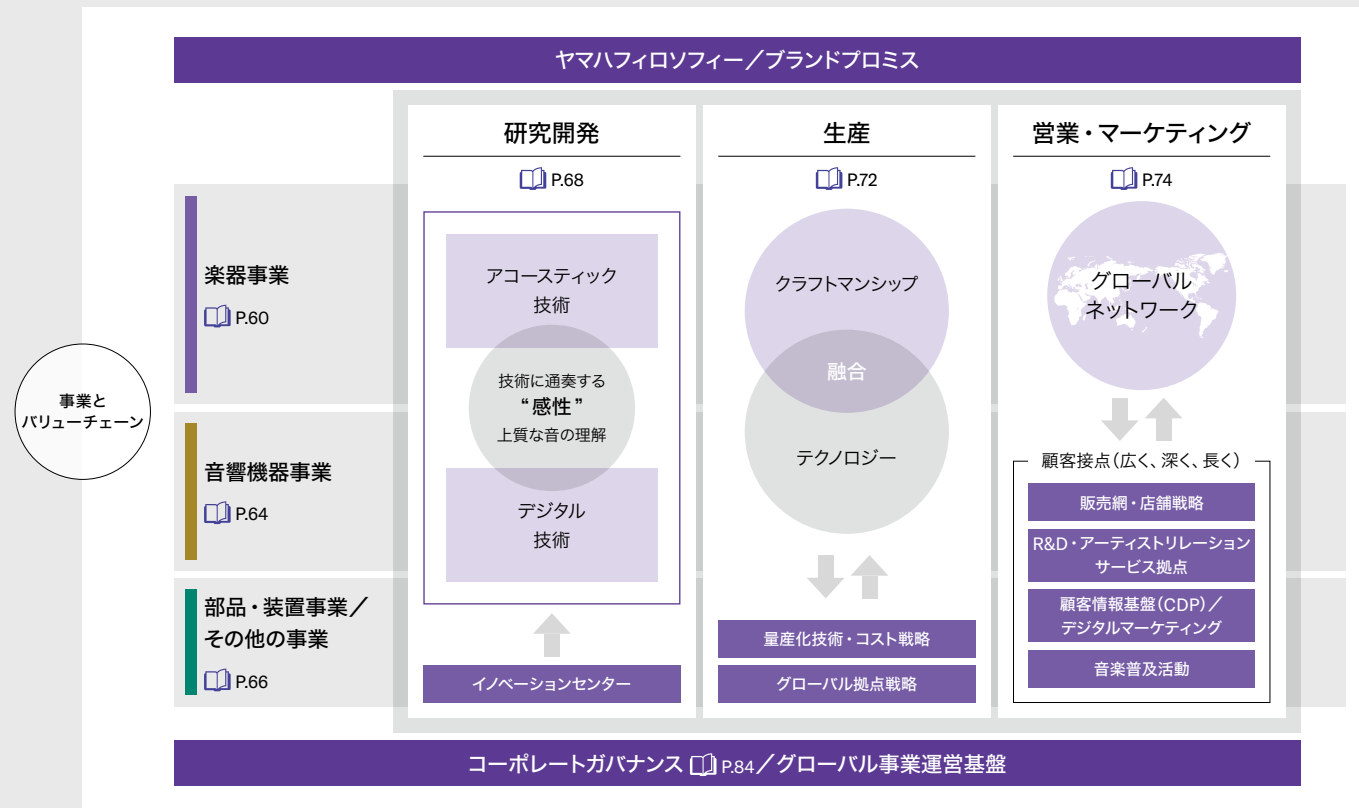 ヤマハフィロソフィー/ブランドプロミス
事業と
バリューチェーン
楽器事業
P.60
音響機器事業
P.64
部品・装置事業/
その他の事業
P.66
研究開発
P.68
アコースティック
技術
技術に通奏する
“感性”
上質な音の理解
デジタル
技術
イノベーションセンター
生産
P.72
クラフトマンシップ
融合
テクノロジー
量産化技術・コスト戦略
グローバル拠点戦略
営業・マーケティング
P.74
グローバル
ネットワーク
顧客接点(広く、深く、長く)
販売網・店舗戦略
R&D・アーティストリレーション
サービス拠点
顧客情報基盤(CDP)/
デジタルマーケティング
音楽普及活動
コーポレートガバナンス P.84/グローバル事業運営基盤